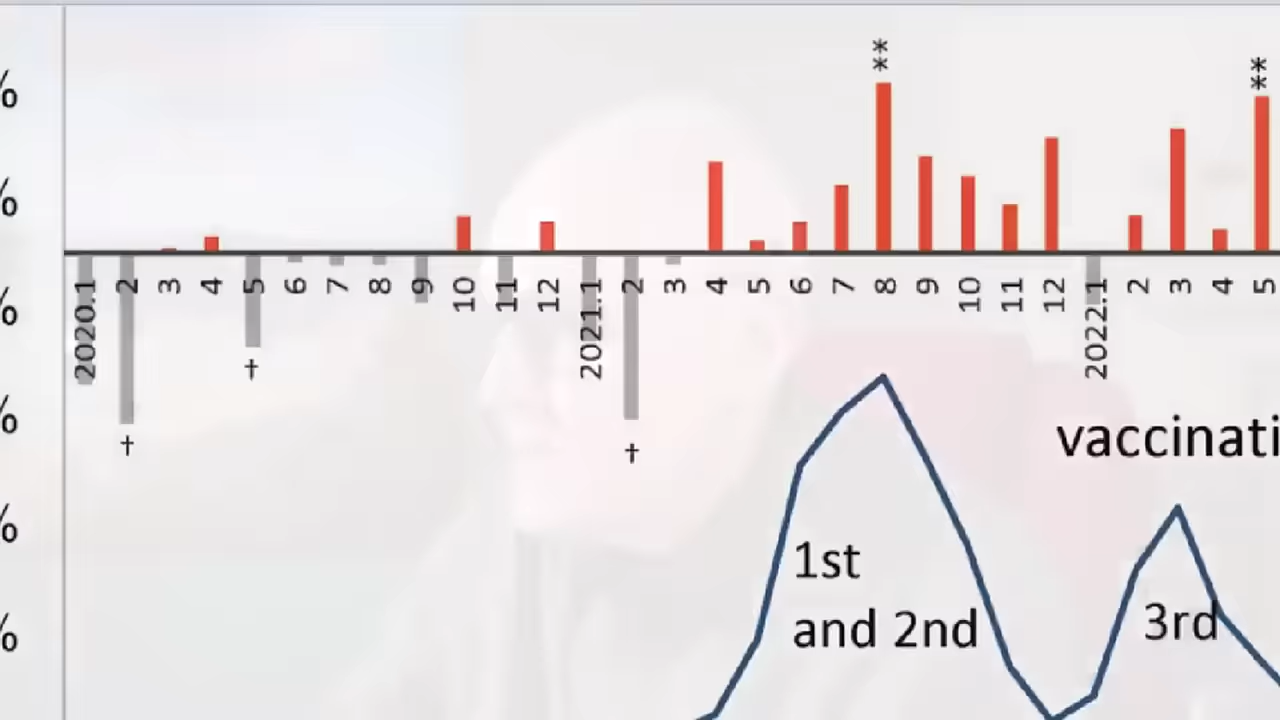 **
**
%
%
2020.1 2 3 4 5 6 7 8 9 10 11 12 2021.1 2 3 4 5 6 7 8 9 10 11 12 2022.1 2 3 4 5
%
†
%
†
†
vaccinati
%
1st
and 2nd
3rd
%